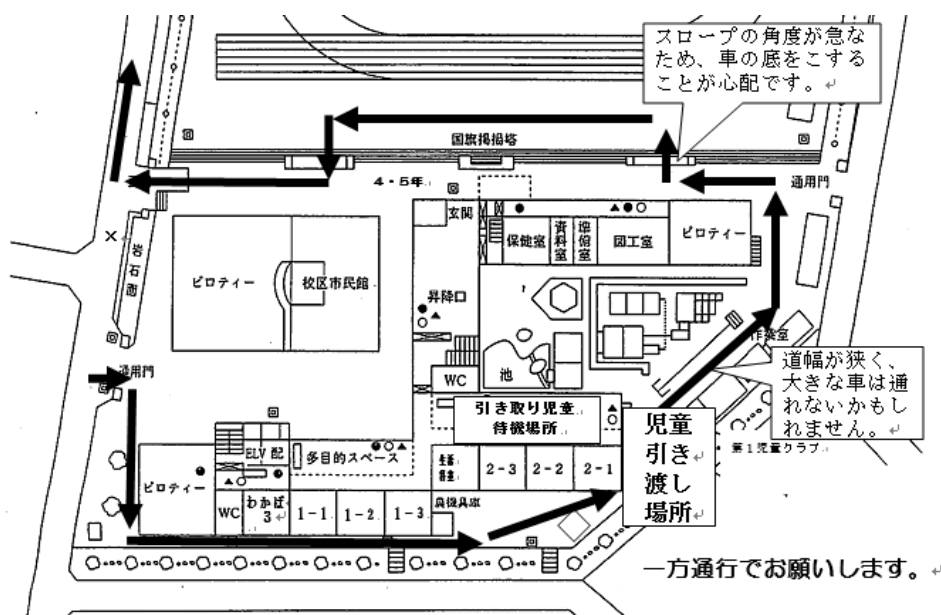 スロープの角度が急な
ため、車の底をこする
ことが心配です。
国旗掲揚塔
4・5年
通用門
玄関
保健室
資料室
準備室
図工室
ピロティー
岩石園
ピロティー
校区市民館
昇降口
池
WC
作業室
通用門
道幅が狭く、
大きな車は通
れないかもし
れません。
引き取り児童
待機場所
児童
引き
渡し
場所
第1児童クラブ
ELV
配
多目的スペース
2-3
2-2
2-1
ピロティー
WC
わかば
3
1-1
1-2
1-3
一方通行でお願いします。